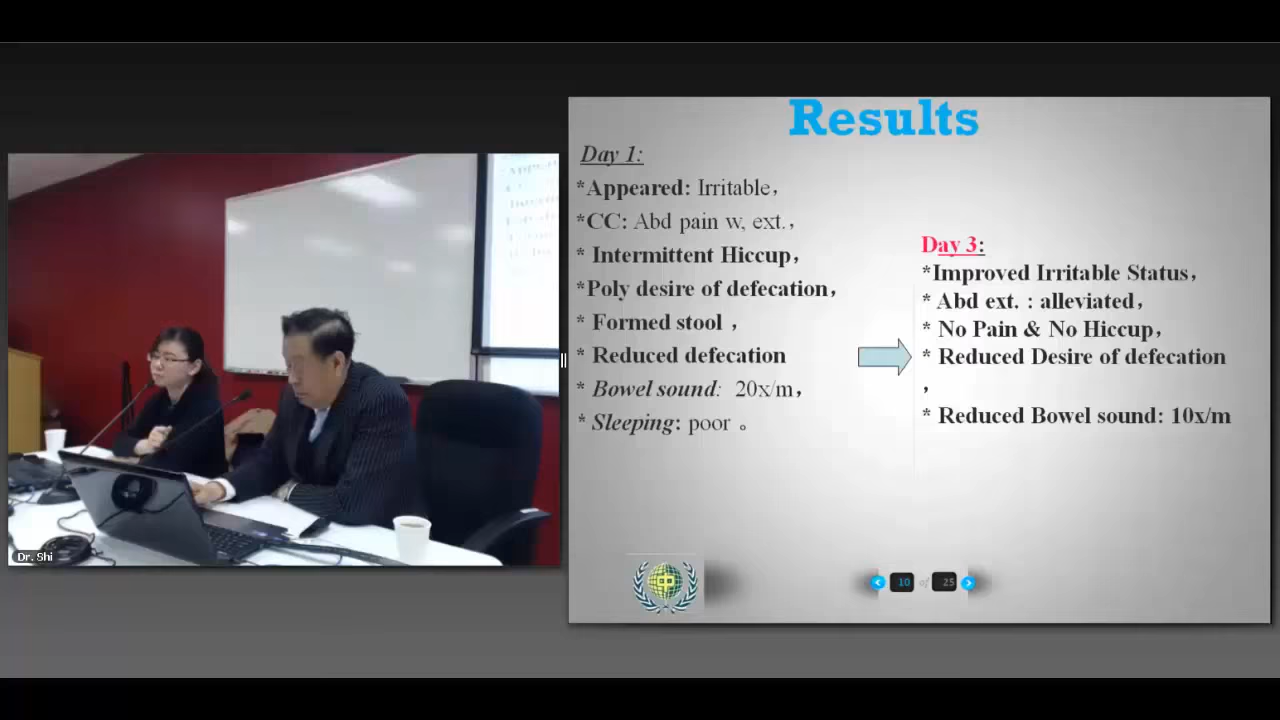 Results
Day 1:
*Appeared: Irritable,
*CC: Abd pain w, ext.,
* Intermittent Hiccup,
*Poly desire of defecation,
* Formed stool ,
* Reduced defecation
* Bowel sound: 20x/m,
* Sleeping: poor 。
Day 3:
*Improved Irritable Status,
* Abd ext. : alleviated,
* No Pain & No Hiccup,
* Reduced Desire of defecation
,
* Reduced Bowel sound: 10x/m
10 of 25
Dr. Shi